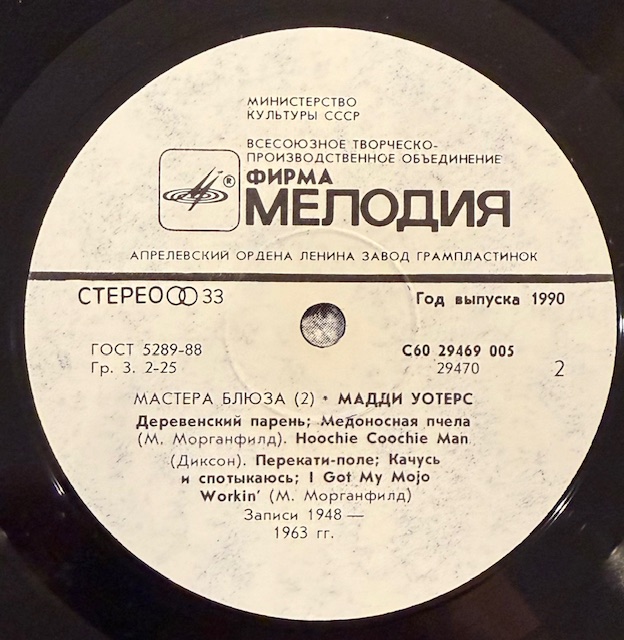 МИНИСТЕРСТВО
КУЛЬТУРЫ СССР
ВСЕСОЮЗНОЕ ТВОРЧЕСКО-
ПРОИЗВОДСТВЕННОЕ ОБЪЕДИНЕНИЕ
®
ФИРМА
МЕЛОДИЯ
АПРЕЛЕВСКИЙ ОРДЕНА ЛЕНИНА ЗАВОД ГРАМПЛАСТИНОК
СТЕРЕО 33
Год выпуска 1990
ГОСТ 5289-88
С60 29469 005
Гр. 3. 2-25
29470
2
МАСТЕРА БЛЮЗА (2) • МАДДИ УОТЕРС
Деревенский парень; Медоносная пчела
(М. Морганфилд). Hoochie Coochie Man
(Диксон). Перекати-поле; Качусь
и спотыкаюсь; I Got My Mojo
Workin' (М. Морганфилд)
Записи 1948 —
1963 гг.